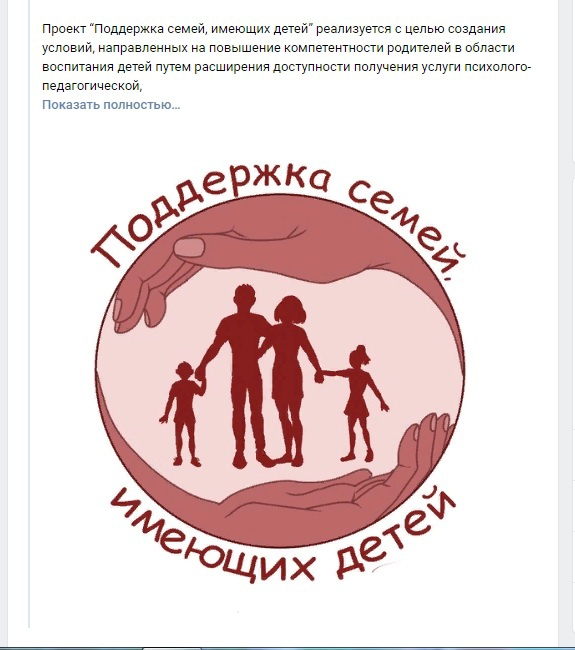 Проект “Поддержка семей, имеющих детей” реализуется с целью создания
условий, направленных на повышение компетентности родителей в области
воспитания детей путем расширения доступности получения услуги психолого-
педагогической,
Показать полностью…
Поддержка семей,
имеющих детей